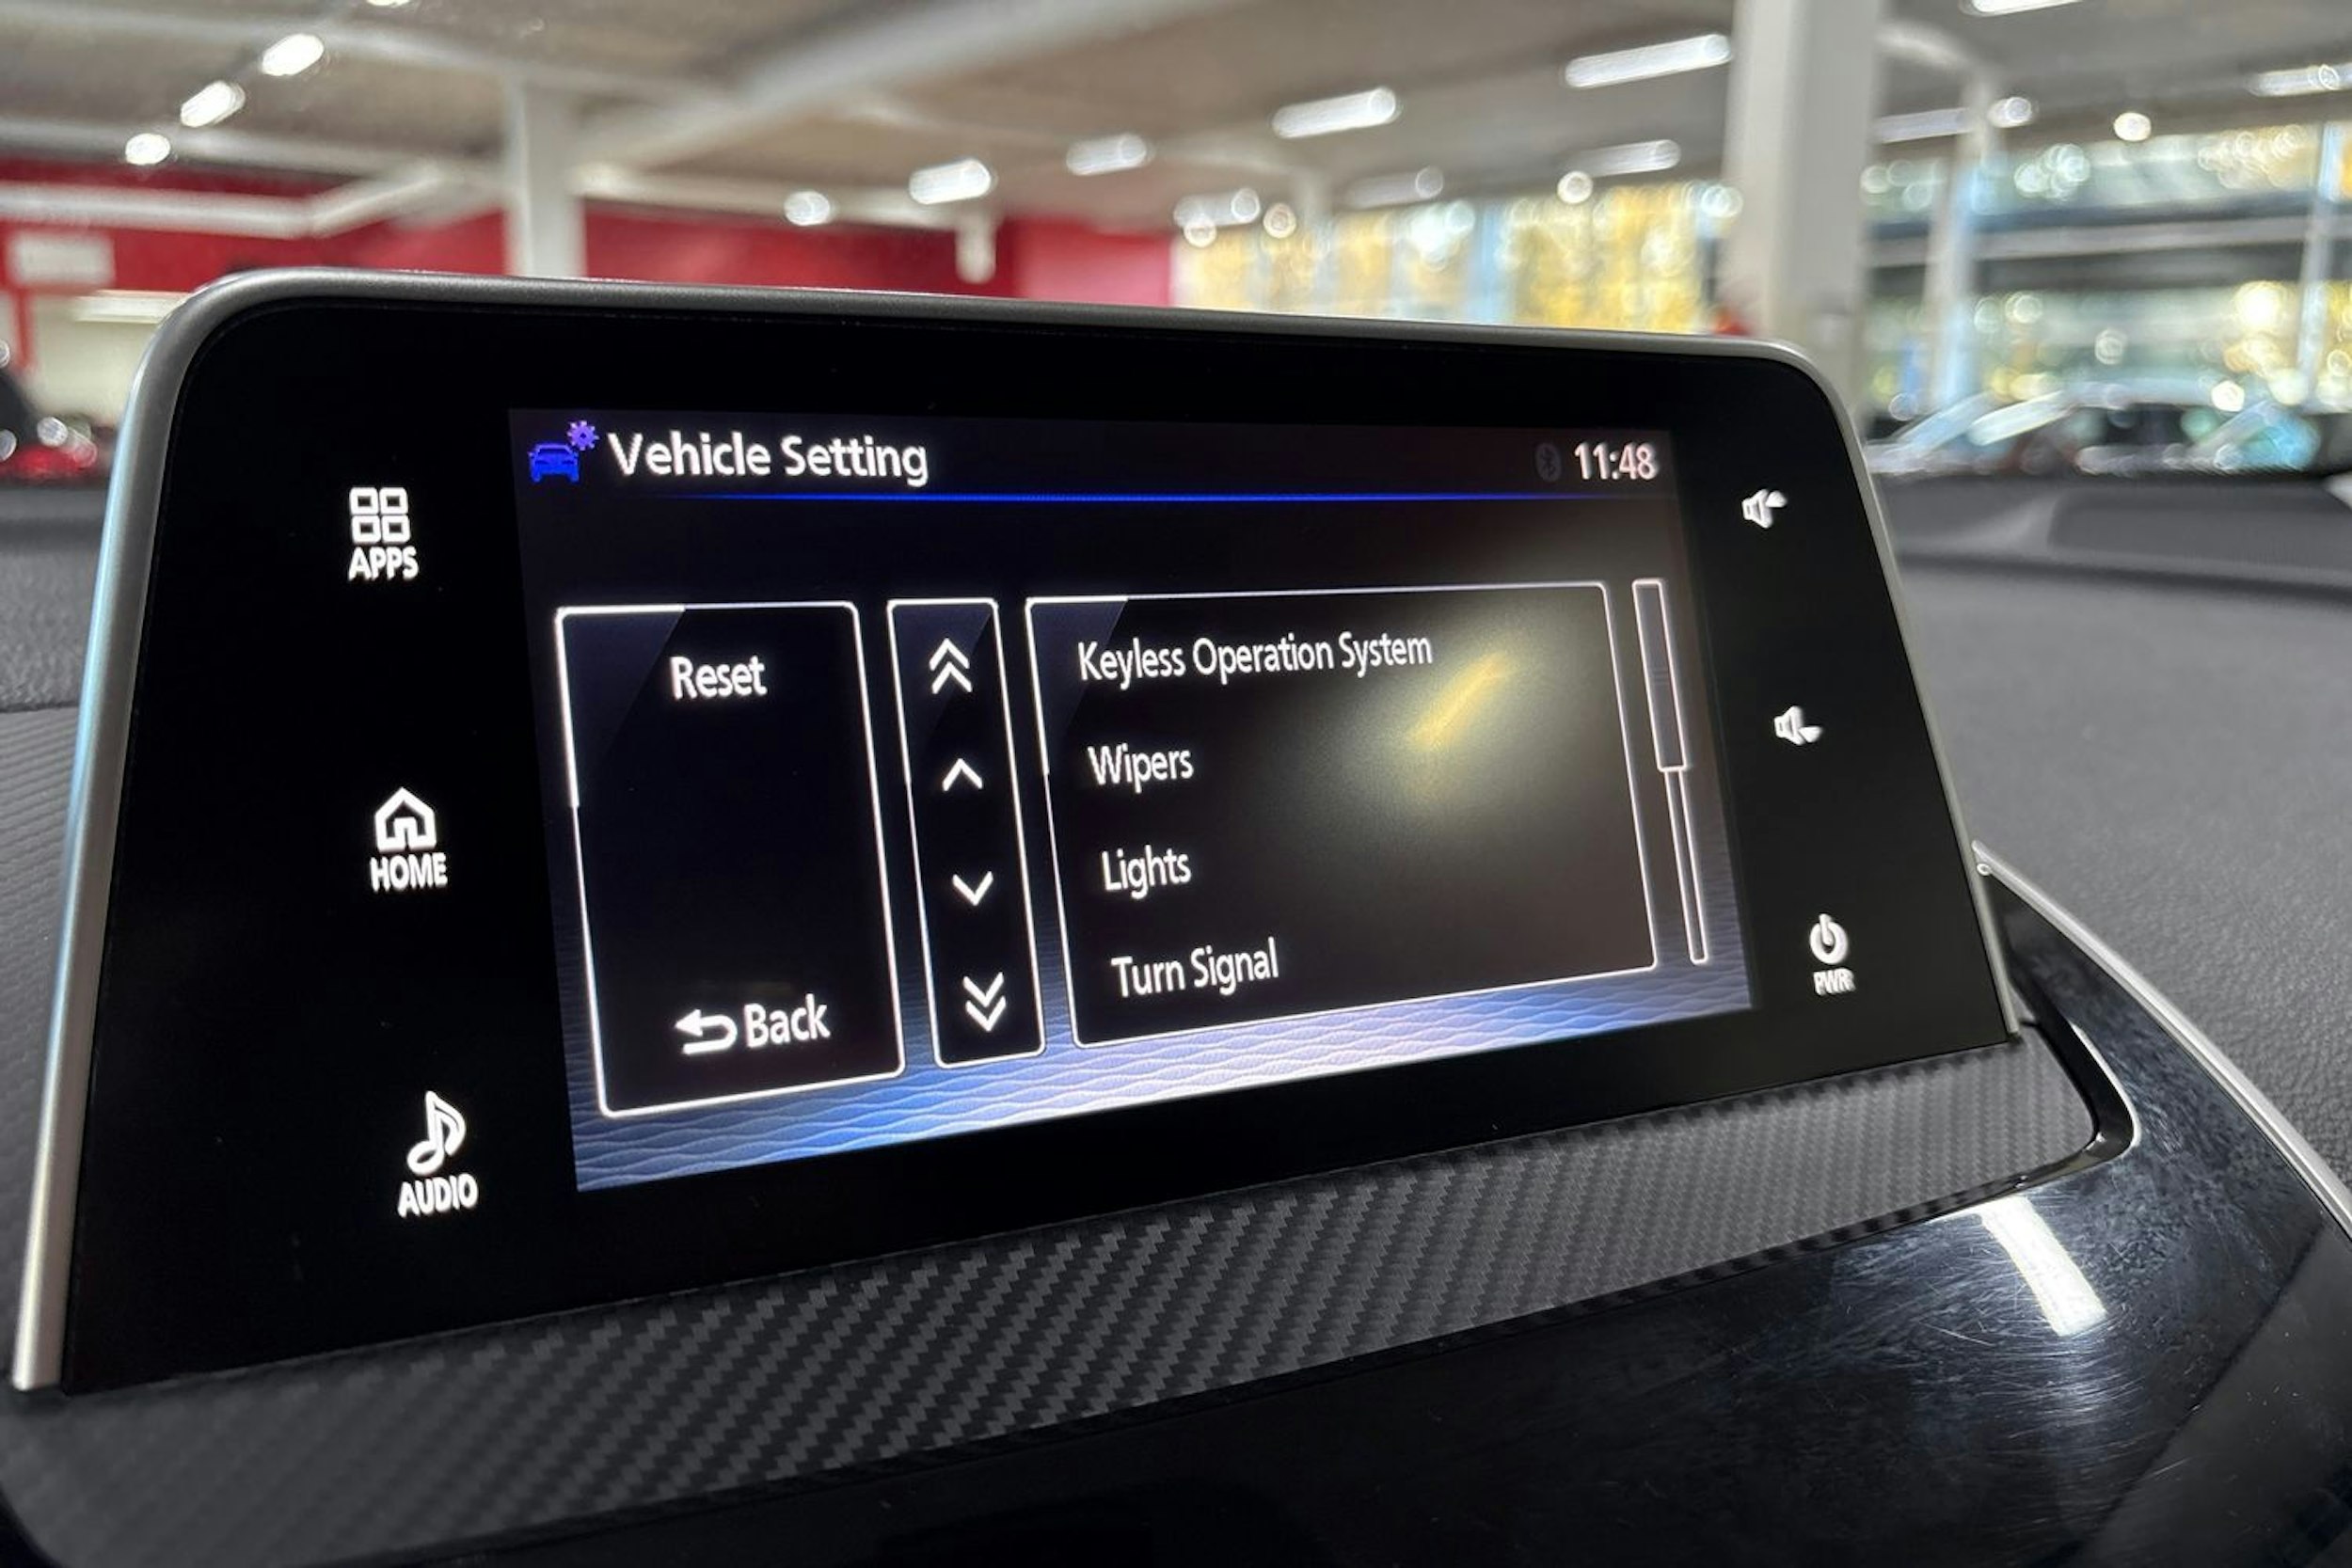 Vehicle Setting
11:48
APPS
HOME
AUDIO
Reset
Back
Keyless Operation System
Wipers
Lights
Turn Signal
PWR